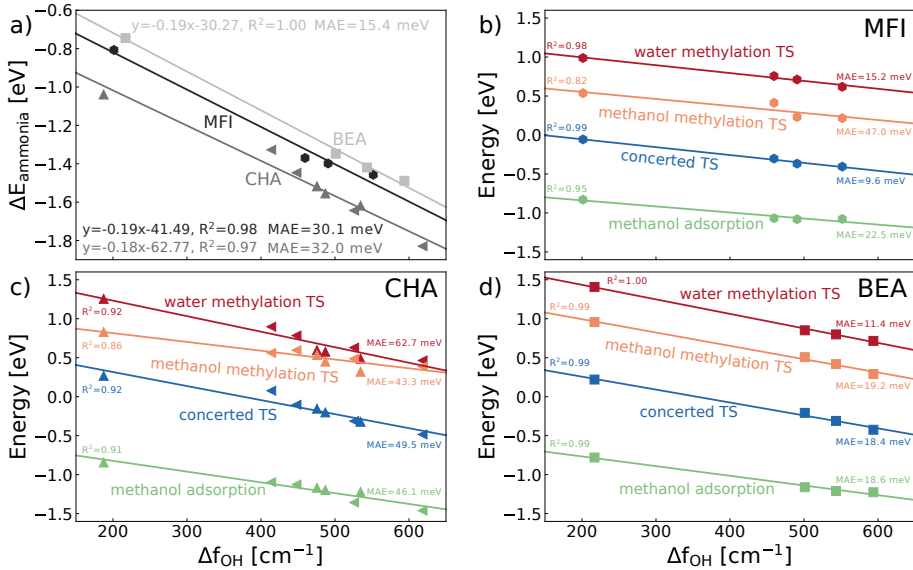 a)
y=-0.19x-30.27, R²=1.00 MAE=15.4 meV
MFI
BEA
CHA
y=-0.19x-41.49, R²=0.98 MAE=30.1 meV
y=-0.18x-62.77, R²=0.97 MAE=32.0 meV
−0.6
−0.8
−1.0
−1.2
−1.4
−1.6
−1.8
ΔE_ammonia [eV]
b)
MFI
R²=0.98
water methylation TS
MAE=15.2 meV
R²=0.82
methanol methylation TS
MAE=47.0 meV
R²=0.99
concerted TS
MAE=9.6 meV
R²=0.95
methanol adsorption
MAE=22.5 meV
1.5
1.0
0.5
0.0
−0.5
−1.0
−1.5
Energy [eV]
c)
CHA
water methylation TS
R²=0.92
MAE=62.7 meV
R²=0.86
methanol methylation TS
MAE=43.3 meV
R²=0.92
concerted TS
MAE=49.5 meV
R²=0.91
methanol adsorption
MAE=46.1 meV
1.5
1.0
0.5
0.0
−0.5
−1.0
−1.5
Energy [eV]
200 300 400 500 600
Δf_OH [cm⁻¹]
d)
BEA
R²=1.00
water methylation TS
MAE=11.4 meV
R²=0.99
methanol methylation TS
MAE=19.2 meV
R²=0.99
concerted TS
MAE=18.4 meV
R²=0.99
methanol adsorption
MAE=18.6 meV
1.5
1.0
0.5
0.0
−0.5
−1.0
−1.5
Energy [eV]
200 300 400 500 600
Δf_OH [cm⁻¹]